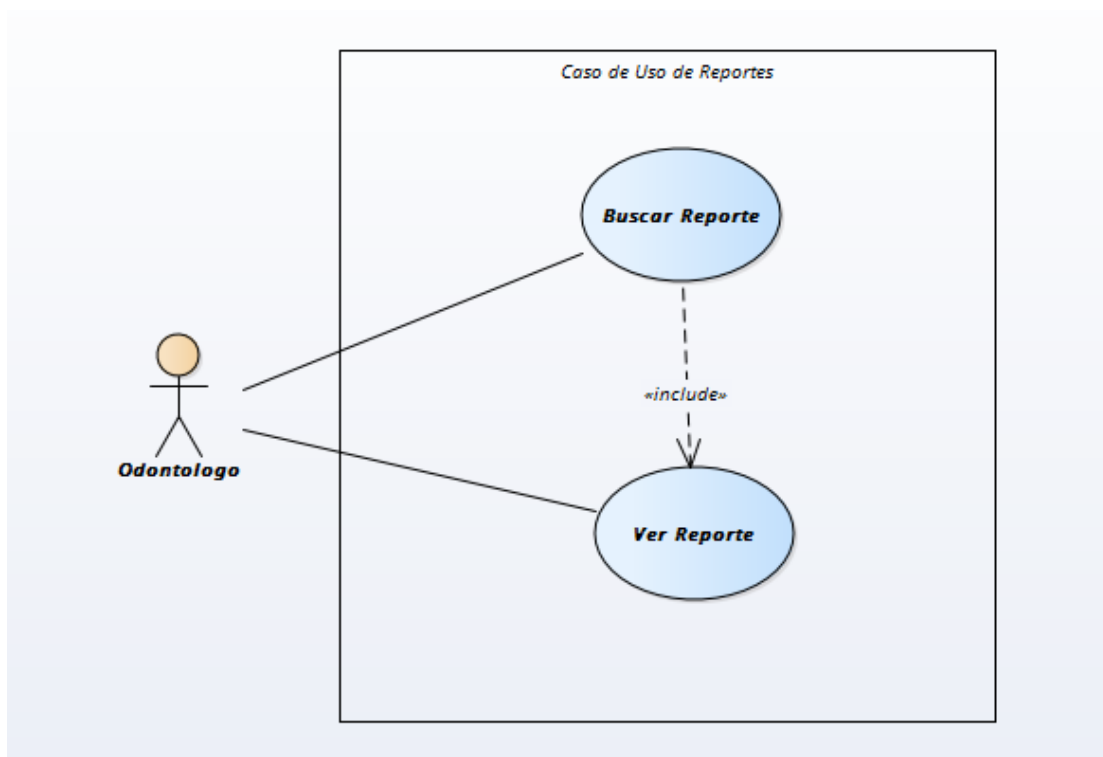 Caso de Uso de Reportes
Buscar Reporte
«include»
Odontologo
Ver Reporte